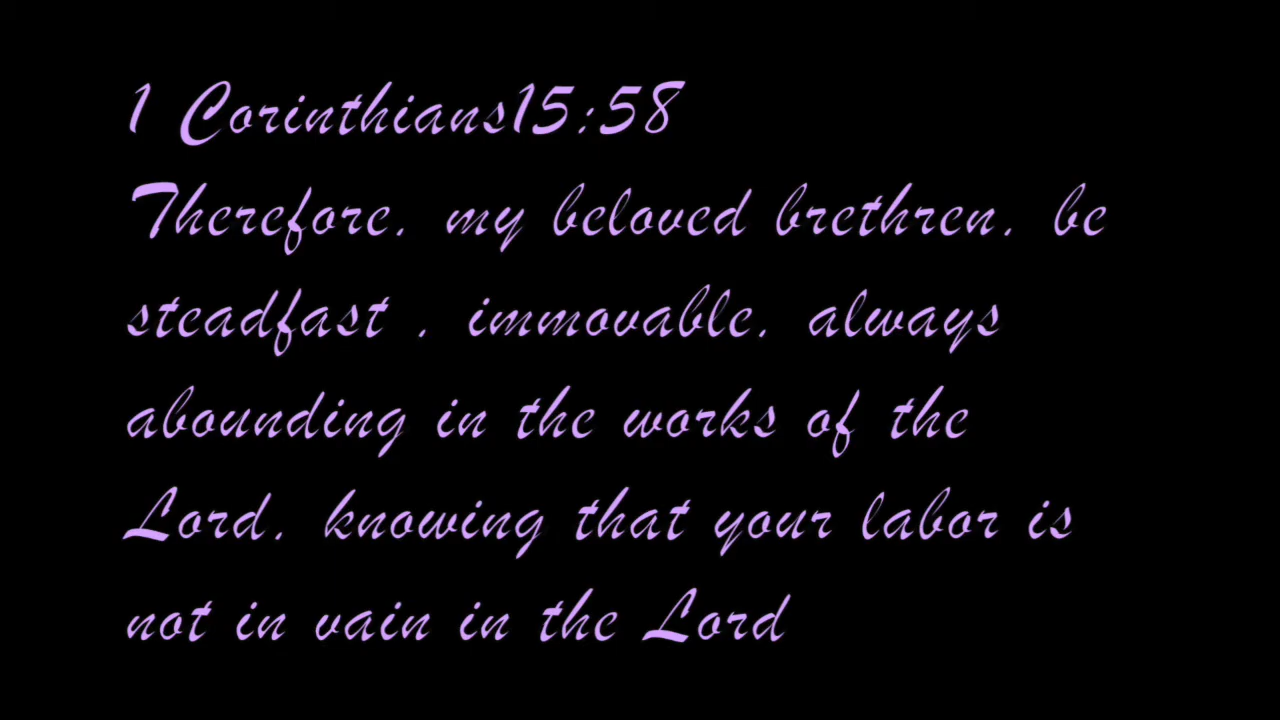 1 Corinthians15:58
Therefore, my beloved brethren, be
steadfast , immovable, always
abounding in the works of the
Lord, knowing that your labor is
not in vain in the Lord